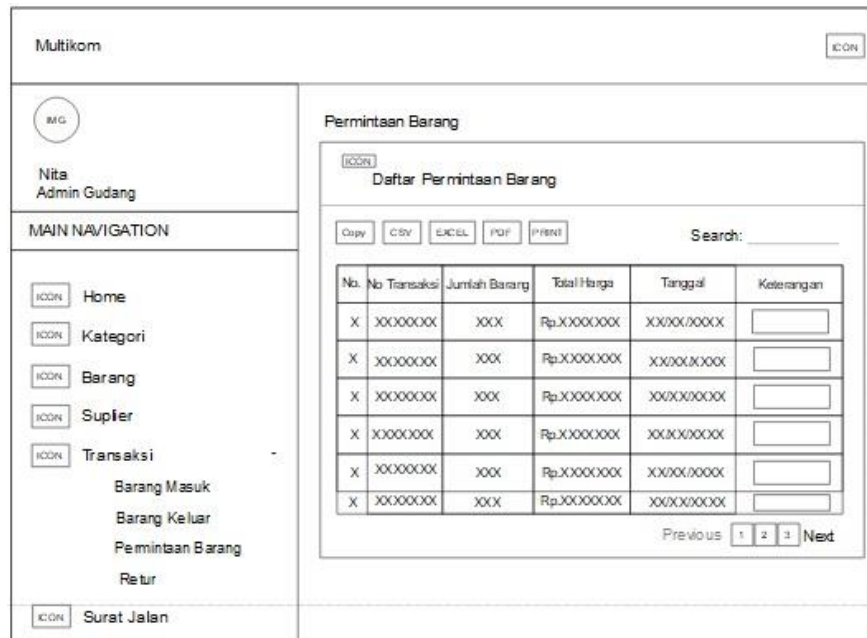 Multikom
ICON
IMG
Nita
Admin Gudang
MAIN NAVIGATION
ICON Home
ICON Kategori
ICON Barang
ICON Suplier
ICON Transaksi -
Barang Masuk
Barang Keluar
Permintaan Barang
Retur
ICON Surat Jalan
Permintaan Barang
ICON
Daftar Permintaan Barang
Copy CSV EXCEL PDF PRINT Search:
No. No Transaksi Jumlah Barang Total Harga Tanggal Keterangan
X XXXXXXX XXX Rp.XXXXXXX XX/XX/XXXX
X XXXXXXX XXX Rp.XXXXXXX XX/XX/XXXX
X XXXXXXX XXX Rp.XXXXXXX XX/XX/XXXX
X XXXXXXX XXX Rp.XXXXXXX XX/XX/XXXX
X XXXXXXX XXX Rp.XXXXXXX XX/XX/XXXX
X XXXXXXX XXX Rp.XXXXXXX XX/XX/XXXX
Previous 1 2 3 Next